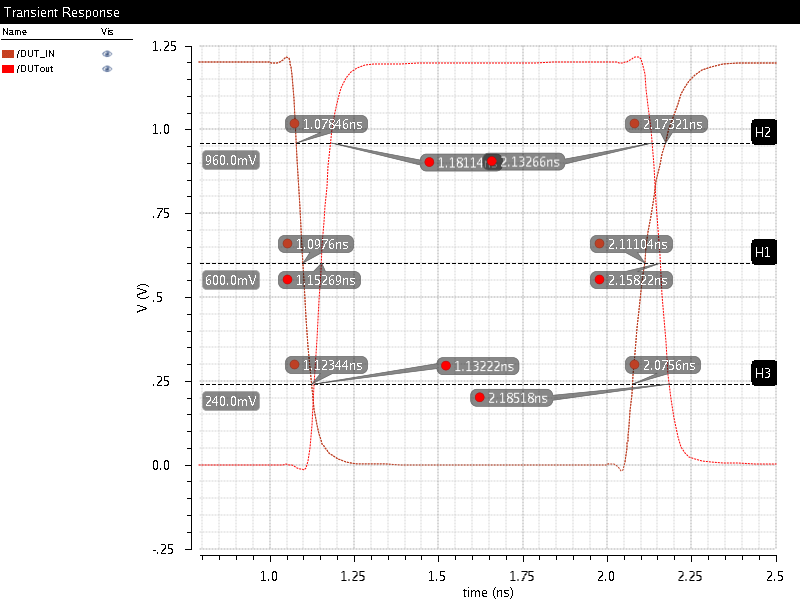 Transient Response
Name Vis
/DUT_IN
/DUTout
1.25
1.0
.75
.5
.25
0.0
-.25
V (V)
1.07846ns
2.17321ns
H2
960.0mV
1.18114
2.13266ns
1.0976ns
2.11104ns
H1
600.0mV
1.15269ns
2.15822ns
1.12344ns
1.13222ns
2.0756ns
H3
240.0mV
2.18518ns
1.0 1.25 1.5 1.75 2.0 2.25 2.5
time (ns)